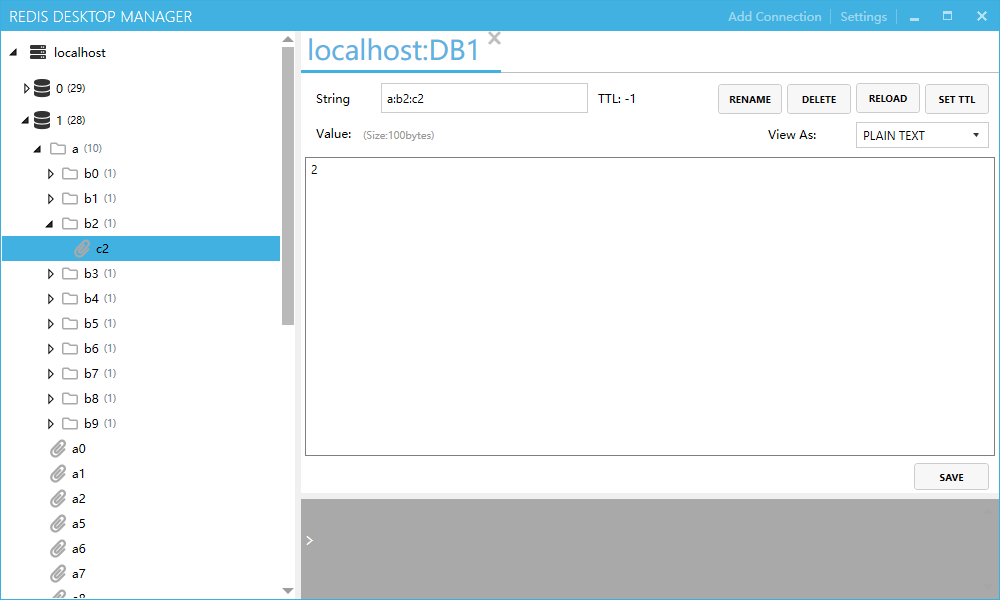 REDIS DESKTOP MANAGER
Add Connection
Settings
localhost
0 (29)
1 (28)
a (10)
b0 (1)
b1 (1)
b2 (1)
c2
b3 (1)
b4 (1)
b5 (1)
b6 (1)
b7 (1)
b8 (1)
b9 (1)
a0
a1
a2
a5
a6
a7
a8
localhost:DB1
String a:b2:c2 TTL: -1 RENAME DELETE RELOAD SET TTL
Value: (Size:100bytes) View As: PLAIN TEXT
2
SAVE
>